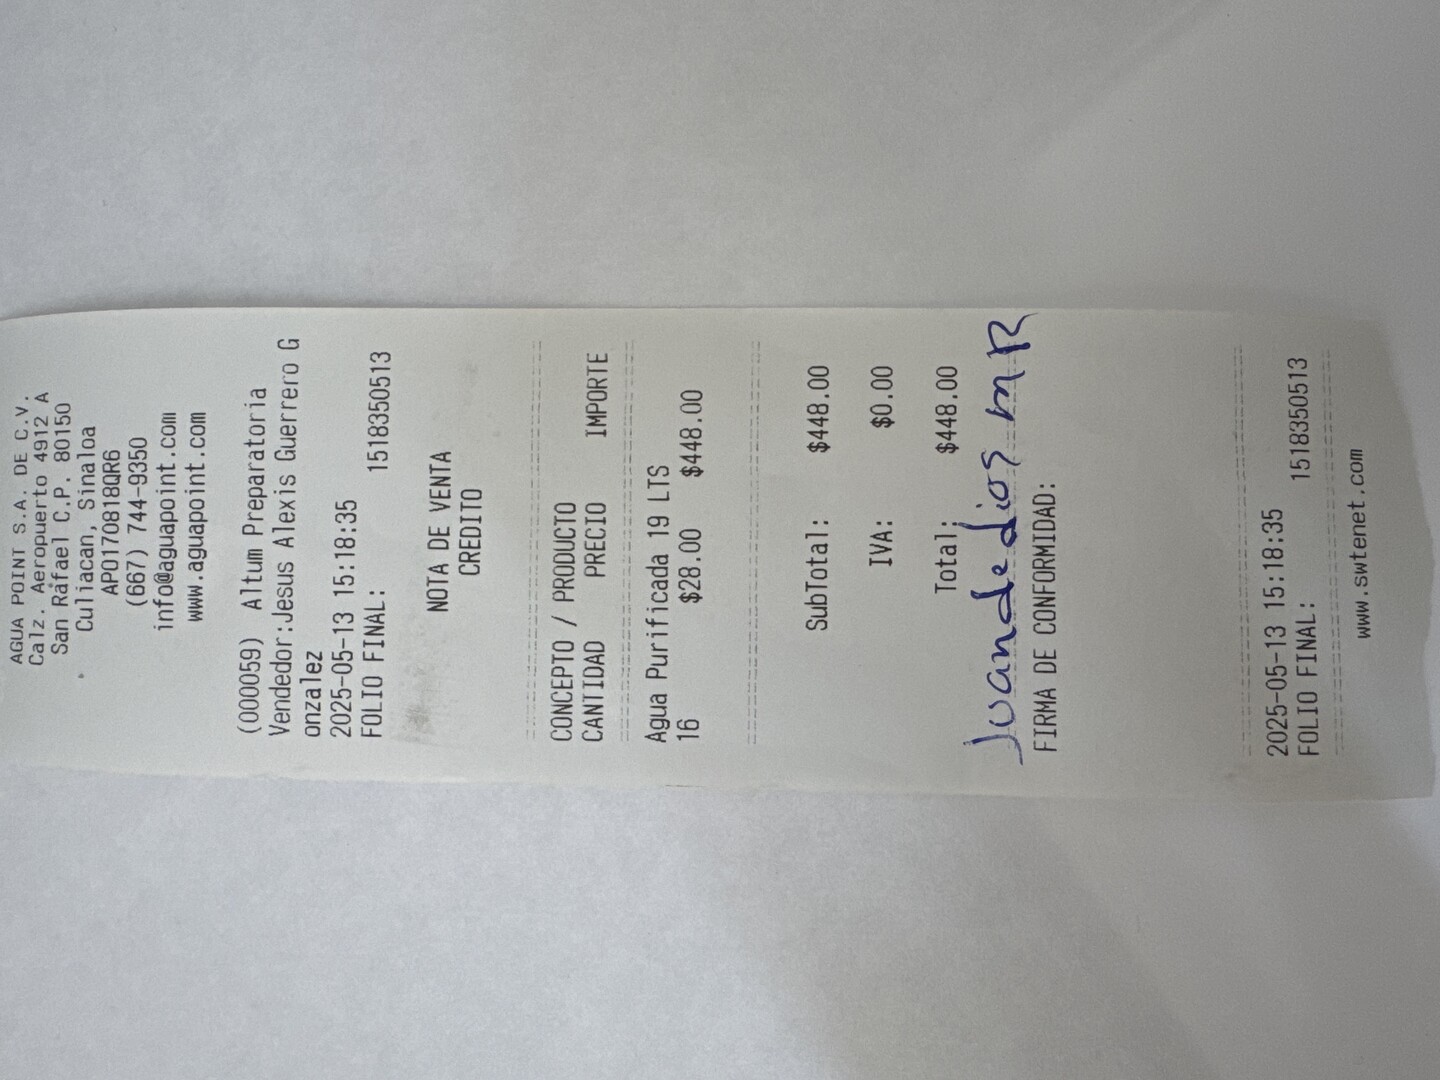 AGUA POINT S.A. DE C.V.
Calz. Aeropuerto 4912 A
San Rafael C.P. 80150
Culiacan, Sinaloa
APO170818QR6
(667) 744-9350
info@aguapoint.com
www.aguapoint.com
(000059) Altum Preparatoria
Vendedor:Jesus Alexis Guerrero G
onzalez
2025-05-13 15:18:35
FOLIO FINAL: 1518350513
NOTA DE VENTA
CREDITO
CONCEPTO / PRODUCTO
CANTIDAD PRECIO IMPORTE
Agua Purificada 19 LTS
16 $28.00 $448.00
SubTotal: $448.00
IVA: $0.00
Total: $448.00
Juan de dios m R
FIRMA DE CONFORMIDAD:
2025-05-13 15:18:35
FOLIO FINAL: 1518350513
www.swtenet.com